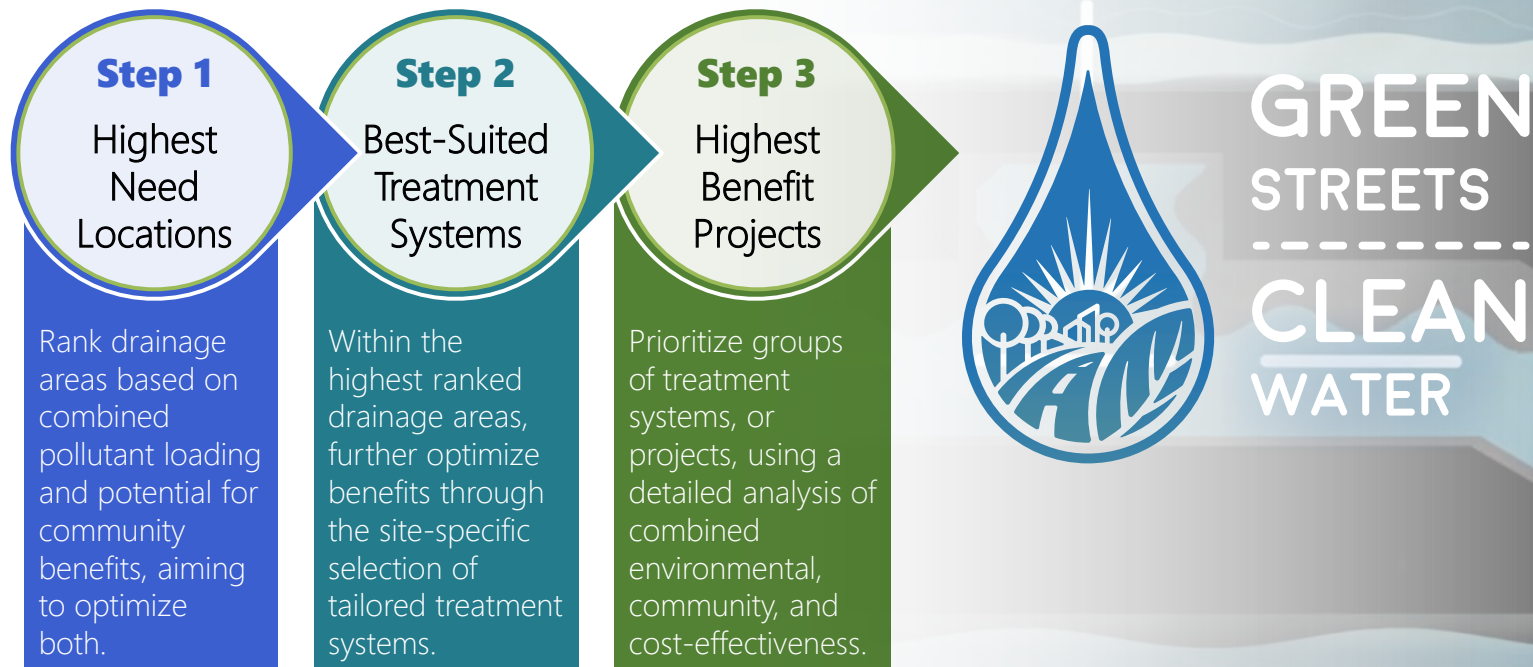 Step 1
Highest
Need
Locations
Rank drainage
areas based on
combined
pollutant loading
and potential for
community
benefits, aiming
to optimize
both.
Step 2
Best-Suited
Treatment
Systems
Within the
highest ranked
drainage areas,
further optimize
benefits through
the site-specific
selection of
tailored treatment
systems.
Step 3
Highest
Benefit
Projects
Prioritize groups
of treatment
systems, or
projects, using a
detailed analysis of
combined
environmental,
community, and
cost-effectiveness.
GREEN
STREETS
CLEAN
WATER